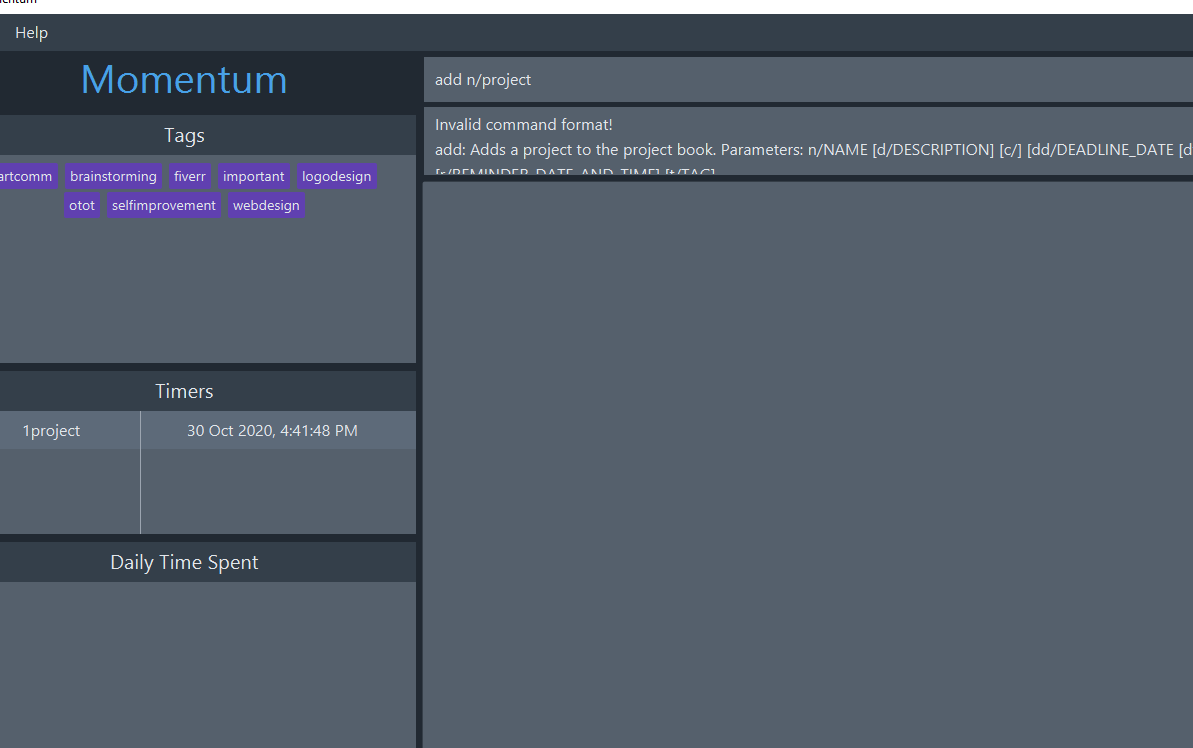 Help
Momentum
add n/project
Invalid command format!
add: Adds a project to the project book. Parameters: n/NAME [d/DESCRIPTION] [c/] [dd/DEADLINE_DATE [d
[r/REMINDER_DATE_AND_TIME] [t/TAG]
Tags
artcomm brainstorming fiverr important logodesign
otot selfimprovement webdesign
Timers
1project 30 Oct 2020, 4:41:48 PM
Daily Time Spent